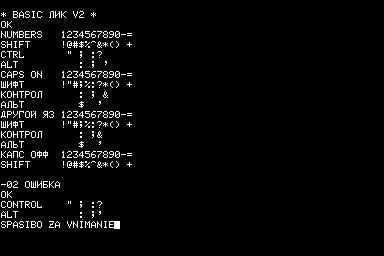 * BASIC ЛИК V2 *
OK
NUMBERS 1234567890-=
SHIFT !@#$%^&*() +
CTRL " ; :?
ALT : ; '
CAPS ON 1234567890-=
ШИФТ !"#;%:?*() +
КОНТРОЛ : ; &
АЛЬТ $ '
ДРУГОЙ ЯЗ 1234567890-=
ШИФТ !"#;%:?*() +
КОНТРОЛ : ;&
АЛЬТ $ '
КАПС ОФФ 1234567890-=
SHIFT !@#$%^&*() +

-02 ОШИБКА
OK
CONTROL " ; :?
ALT : ; '
SPASIBO ZA VNIMANIE